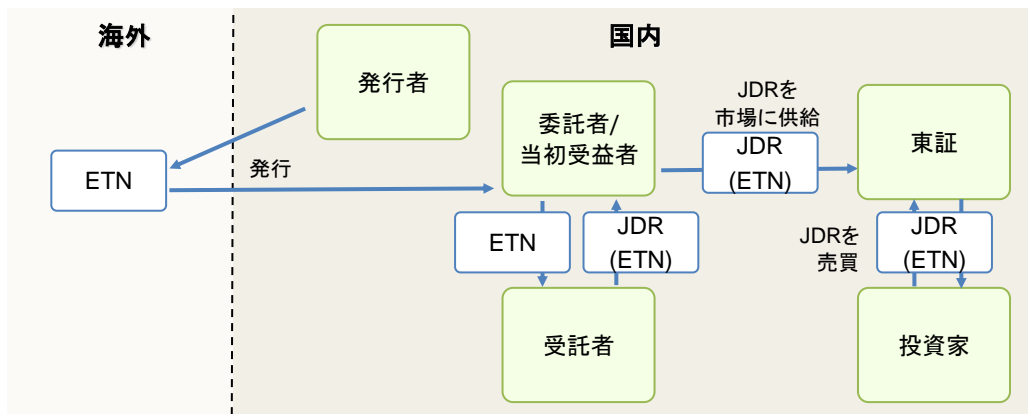 海外
国内
発行者
JDRを
市場に供給
委託者/
当初受益者
東証
JDR
(ETN)
ETN
発行
ETN
JDR
(ETN)
JDRを
売買
JDR
(ETN)
受託者
投資家